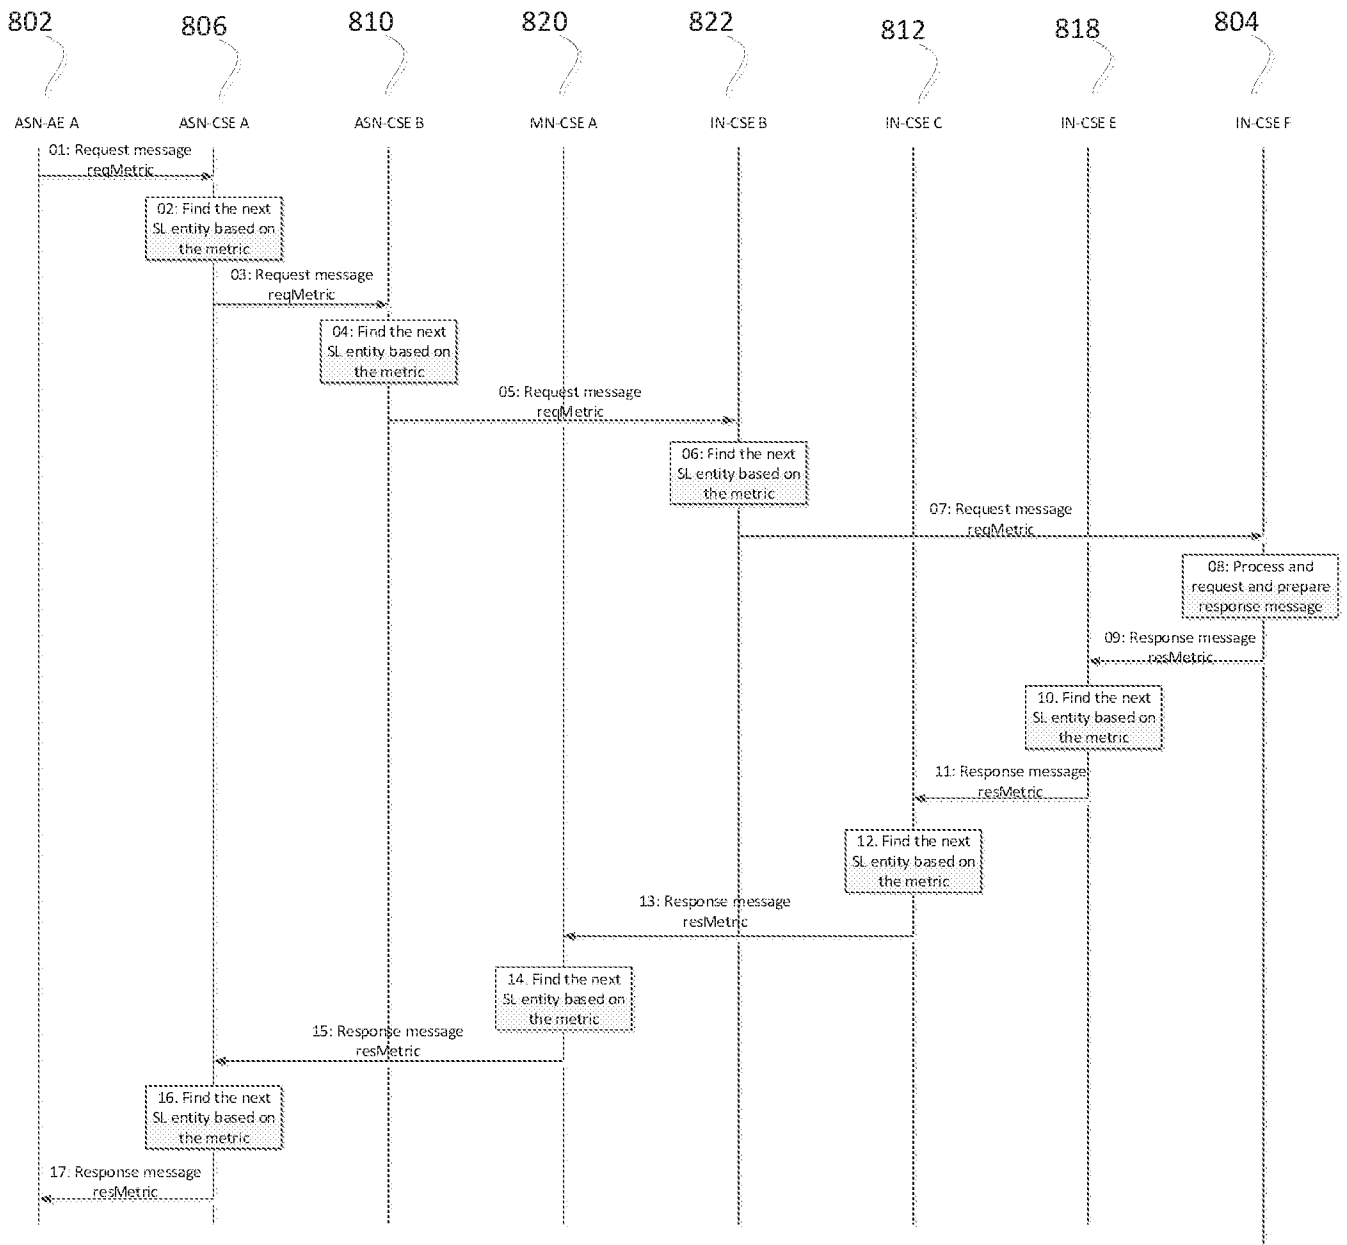 802
806
810
820
822
812
818
804
ASN-AE A
ASN-CSE A
ASN-CSE B
MN-CSE A
IN-CSE B
IN-CSE C
IN-CSE E
IN-CSE F
01: Request message
reqMetric
02: Find the next
SL entity based on
the metric
03: Request message
reqMetric
04: Find the next
SL entity based on
the metric
05: Request message
reqMetric
06: Find the next
SL entity based on
the metric
07: Request message
reqMetric
08: Process and
request and prepare
response message
09: Response message
resMetric
10. Find the next
SL entity based on
the metric
11: Response message
resMetric
12. Find the next
SL entity based on
the metric
13: Response message
resMetric
14. Find the next
SL entity based on
the metric
15: Response message
resMetric
16. Find the next
SL entity based on
the metric
17: Response message
resMetric